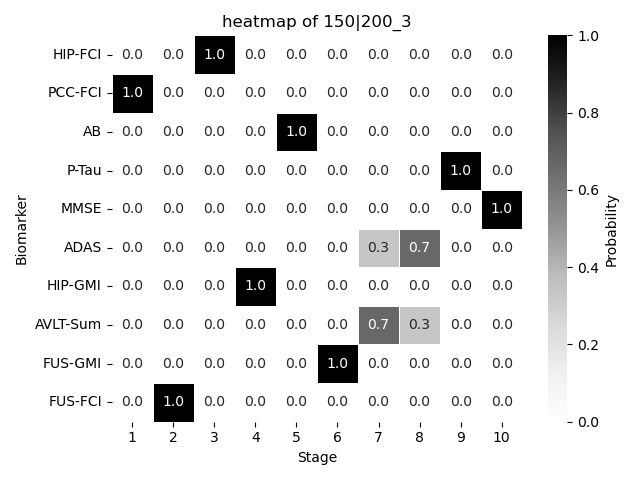 heatmap of 150|200_3
HIP-FCI 0.0 0.0 1.0 0.0 0.0 0.0 0.0 0.0 0.0 0.0
PCC-FCI 1.0 0.0 0.0 0.0 0.0 0.0 0.0 0.0 0.0 0.0
AB 0.0 0.0 0.0 0.0 1.0 0.0 0.0 0.0 0.0 0.0
P-Tau 0.0 0.0 0.0 0.0 0.0 0.0 0.0 0.0 1.0 0.0
MMSE 0.0 0.0 0.0 0.0 0.0 0.0 0.0 0.0 0.0 1.0
ADAS 0.0 0.0 0.0 0.0 0.0 0.0 0.3 0.7 0.0 0.0
HIP-GMI 0.0 0.0 0.0 1.0 0.0 0.0 0.0 0.0 0.0 0.0
AVLT-Sum 0.0 0.0 0.0 0.0 0.0 0.0 0.7 0.3 0.0 0.0
FUS-GMI 0.0 0.0 0.0 0.0 0.0 1.0 0.0 0.0 0.0 0.0
FUS-FCI 0.0 1.0 0.0 0.0 0.0 0.0 0.0 0.0 0.0 0.0
1 2 3 4 5 6 7 8 9 10
Stage
Biomarker
1.0
0.8
0.6
0.4
0.2
0.0
Probability